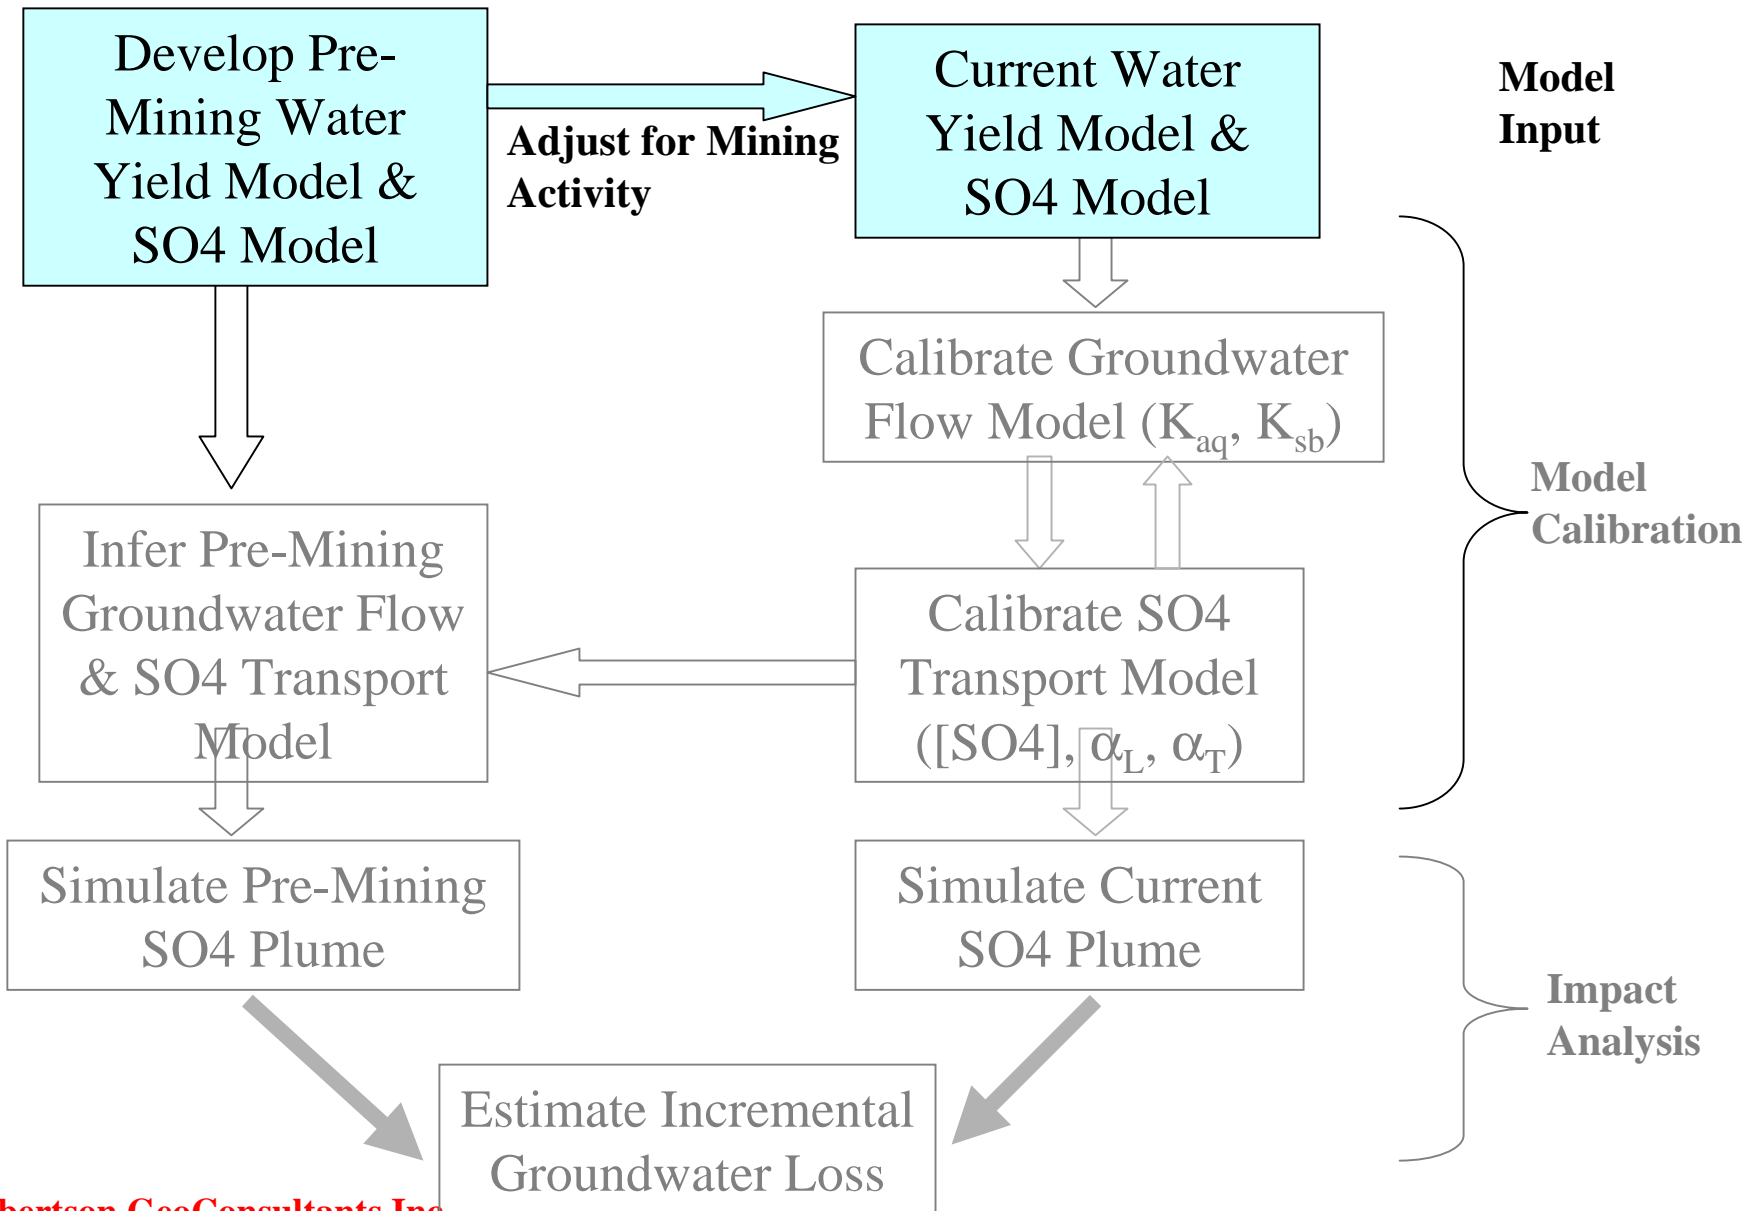 Develop Pre-
Mining Water
Yield Model &
SO4 Model
Adjust for Mining
Activity
Current Water
Yield Model &
SO4 Model
Model
Input
Calibrate Groundwater
Flow Model (Kaq, Ksb)
Model
Calibration
Infer Pre-Mining
Groundwater Flow
& SO4 Transport
Model
Calibrate SO4
Transport Model
([SO4], αL, αT)
Simulate Pre-Mining
SO4 Plume
Simulate Current
SO4 Plume
Impact
Analysis
Estimate Incremental
Groundwater Loss
GeoConsultants Inc